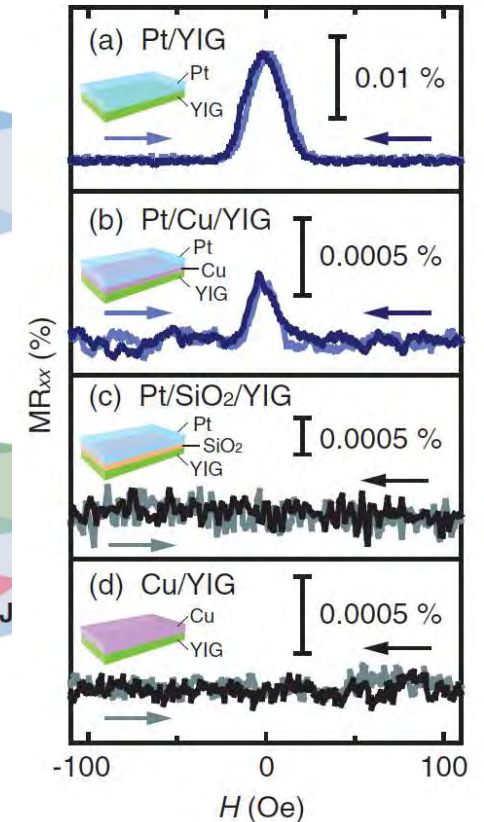 (a) Pt/YIG
Pt
YIG
0.01 %
(b) Pt/Cu/YIG
Pt
Cu
YIG
0.0005 %
(c) Pt/SiO₂/YIG
Pt
SiO₂
YIG
0.0005 %
(d) Cu/YIG
Cu
YIG
0.0005 %
MRxx (%)
J
-100 0 100
H (Oe)